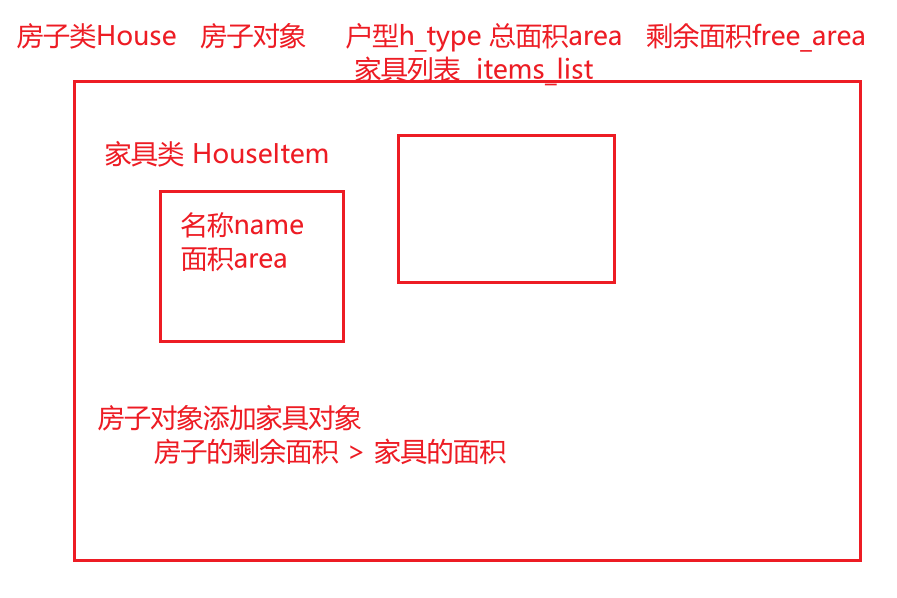 房子类House 房子对象 户型h_type 总面积area 剩余面积free_area
家具列表 items_list
家具类 HouseItem
名称name
面积area
房子对象添加家具对象
房子的剩余面积 > 家具的面积